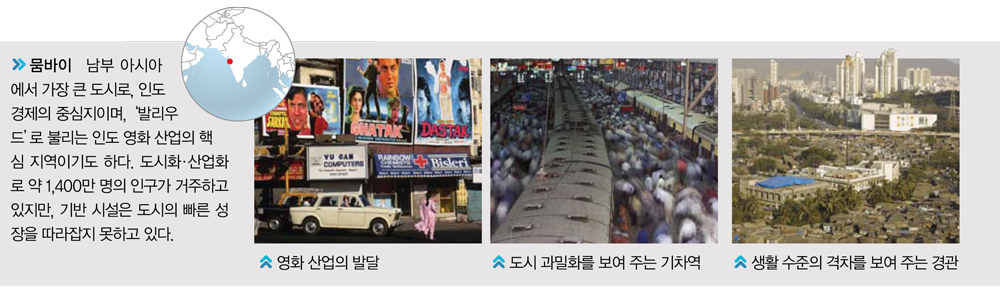 뭄바이 남부 아시아
에서 가장 큰 도시로, 인도
경제의 중심지이며, ‘발리우
드’로 불리는 인도 영화 산업의 핵
심 지역이기도 하다. 도시화·산업화
로 약 1,400만 명의 인구가 거주하고
있지만, 기반 시설은 도시의 빠른 성
장을 따라잡지 못하고 있다.
GHATAK
DASTAK
YU CAN
COMPUTERS
RAINBOW
CHEMISTS
Bisleri
영화 산업의 발달
도시 과밀화를 보여 주는 기차역
생활 수준의 격차를 보여 주는 경관